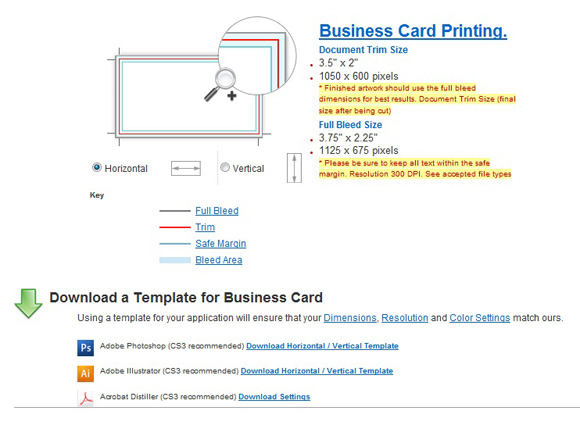 Business Card Printing.
Document Trim Size
3.5" x 2"
1050 x 600 pixels
* Finished artwork should use the full bleed
dimensions for best results. Document Trim Size (final
size after being cut)
Full Bleed Size
3.75" x 2.25"
1125 x 675 pixels
* Please be sure to keep all text within the safe
margin. Resolution 300 DPI. See accepted file types
Horizontal
Vertical
Key
Full Bleed
Trim
Safe Margin
Bleed Area
Download a Template for Business Card
Using a template for your application will ensure that your Dimensions, Resolution and Color Settings match ours.
Ps Adobe Photoshop (CS3 recommended) Download Horizontal / Vertical Template
Ai Adobe Illustrator (CS3 recommended) Download Horizontal / Vertical Template
Acrobat Distiller (CS3 recommended) Download Settings